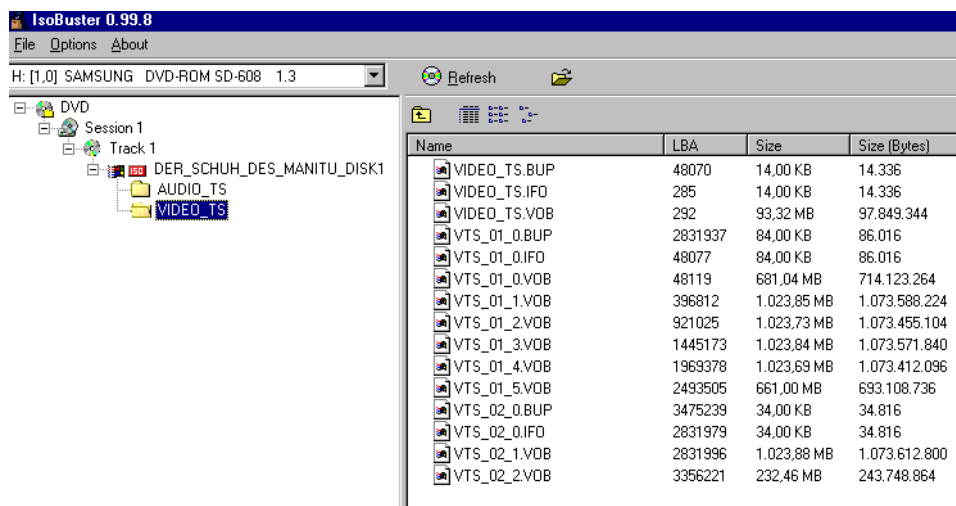 IsoBuster 0.99.8
File Options About
H: [1,0] SAMSUNG DVD-ROM SD-608 1.3
Refresh
DVD
Session 1
Track 1
ISO DER_SCHUH_DES_MANITU_DISK1
AUDIO_TS
VIDEO_TS
Name LBA Size Size (Bytes)
VIDEO_TS.BUP 48070 14,00 KB 14.336
VIDEO_TS.IFO 285 14,00 KB 14.336
VIDEO_TS.VOB 292 93,32 MB 97.849.344
VTS_01_0.BUP 2831937 84,00 KB 86.016
VTS_01_0.IFO 48077 84,00 KB 86.016
VTS_01_0.VOB 48119 681,04 MB 714.123.264
VTS_01_1.VOB 396812 1.023,85 MB 1.073.588.224
VTS_01_2.VOB 921025 1.023,73 MB 1.073.455.104
VTS_01_3.VOB 1445173 1.023,84 MB 1.073.571.840
VTS_01_4.VOB 1969378 1.023,69 MB 1.073.412.096
VTS_01_5.VOB 2493505 661,00 MB 693.108.736
VTS_02_0.BUP 3475239 34,00 KB 34.816
VTS_02_0.IFO 2831979 34,00 KB 34.816
VTS_02_1.VOB 2831996 1.023,88 MB 1.073.612.800
VTS_02_2.VOB 3356221 232,46 MB 243.748.864